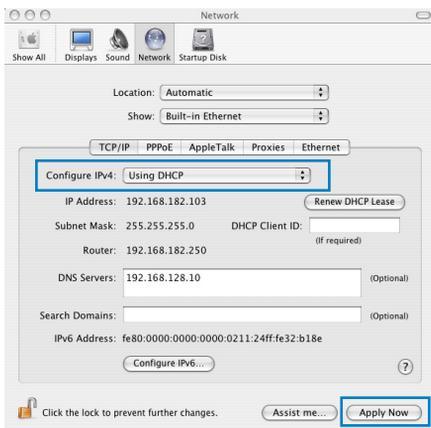 Network
Show All Displays Sound Network Startup Disk
Location: Automatic
Show: Built-in Ethernet
TCP/IP PPPoE AppleTalk Proxies Ethernet
Configure IPv4: Using DHCP
IP Address: 192.168.182.103 Renew DHCP Lease
Subnet Mask: 255.255.255.0 DHCP Client ID:
(If required)
Router: 192.168.182.250
DNS Servers: 192.168.128.10 (Optional)
Search Domains: (Optional)
IPv6 Address: fe80:0000:0000:0000:0211:24ff:fe32:b18e
Configure IPv6...
?
Click the lock to prevent further changes. Assist me... Apply Now